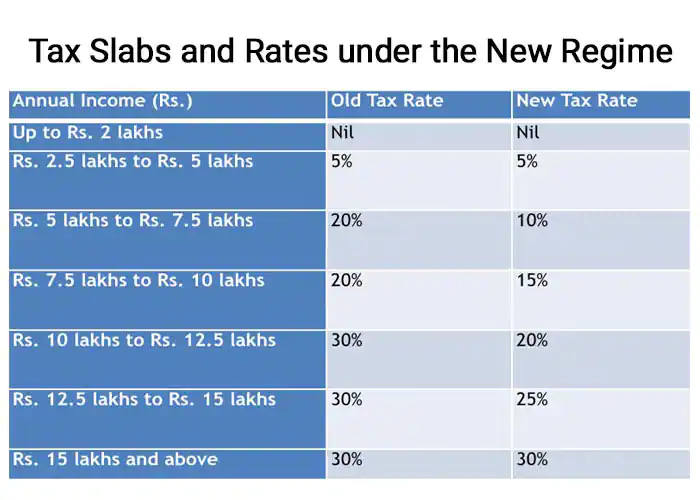 Tax Slabs and Rates under the New Regime
Annual Income (Rs.) Old Tax Rate New Tax Rate
Up to Rs. 2 lakhs Nil Nil
Rs. 2.5 lakhs to Rs. 5 lakhs 5% 5%
Rs. 5 lakhs to Rs. 7.5 lakhs 20% 10%
Rs. 7.5 lakhs to Rs. 10 lakhs 20% 15%
Rs. 10 lakhs to Rs. 12.5 lakhs 30% 20%
Rs. 12.5 lakhs to Rs. 15 lakhs 30% 25%
Rs. 15 lakhs and above 30% 30%